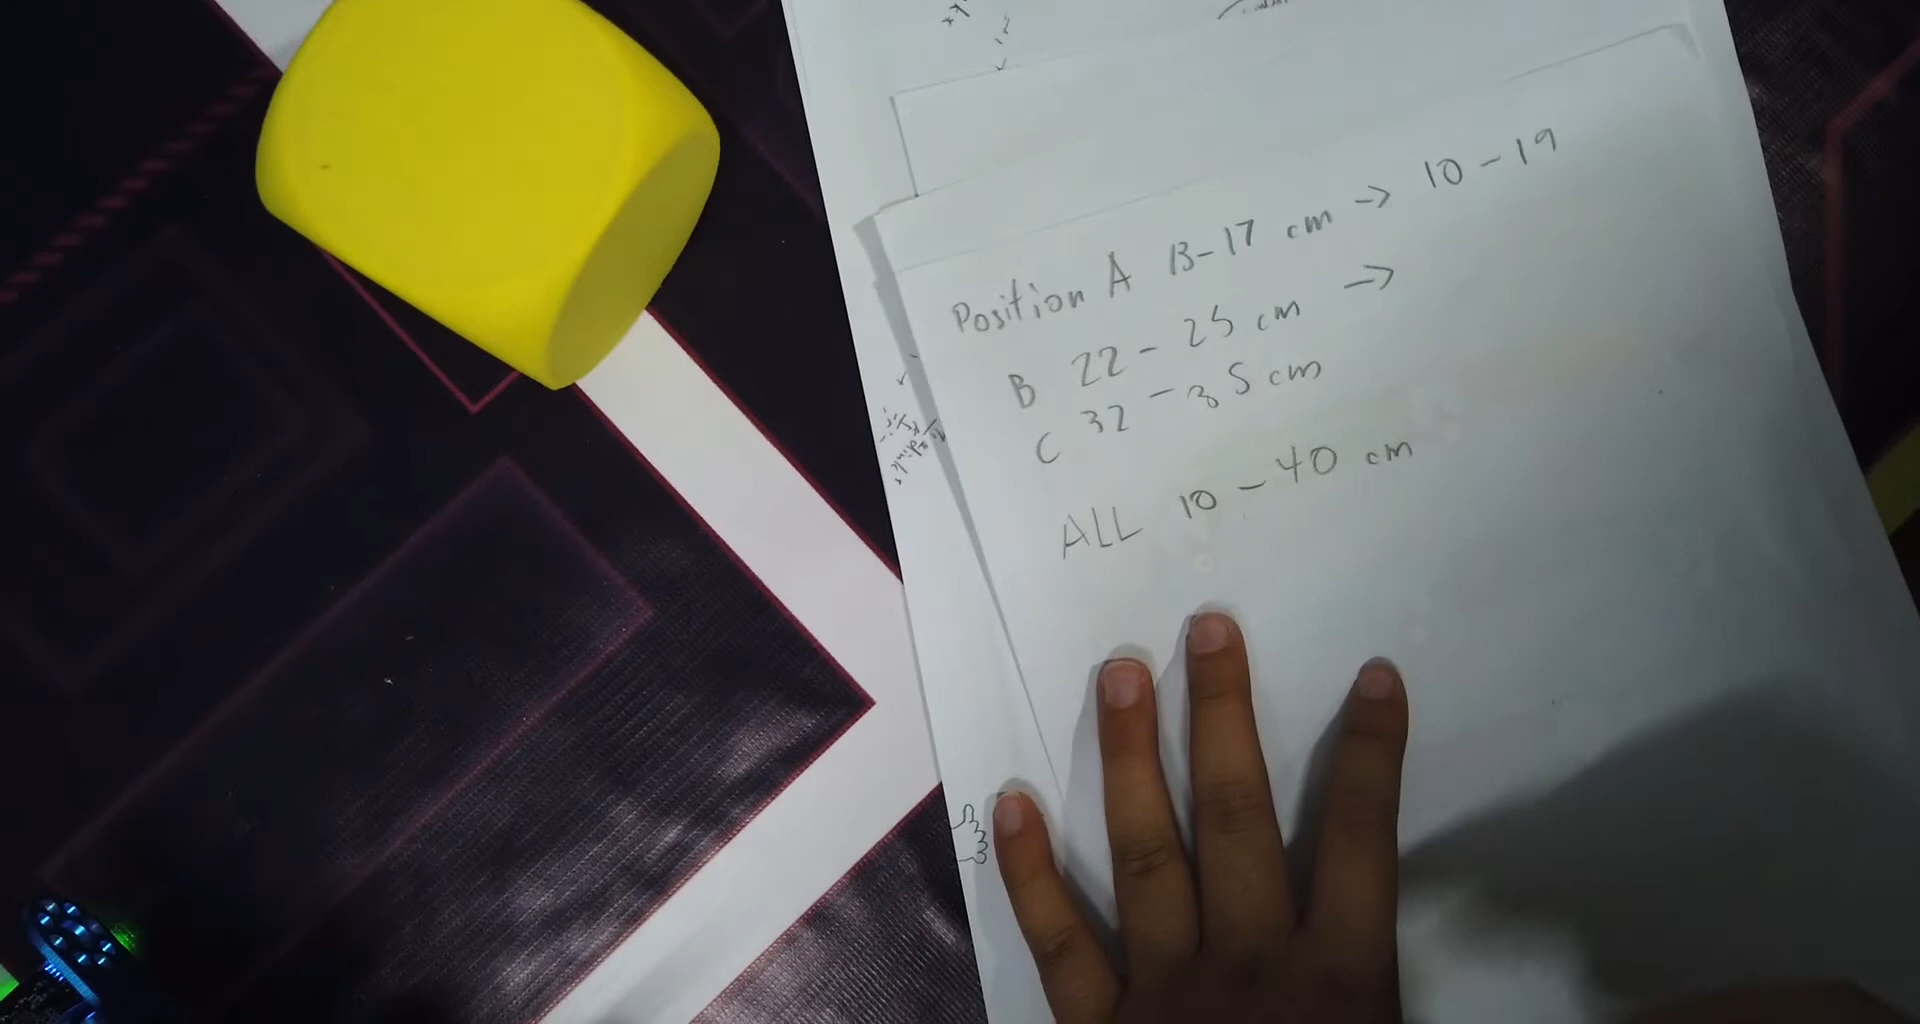 Position A 13-17 cm → 10-19
B 22-25 cm →
C 32-35 cm
ALL 10-40 cm